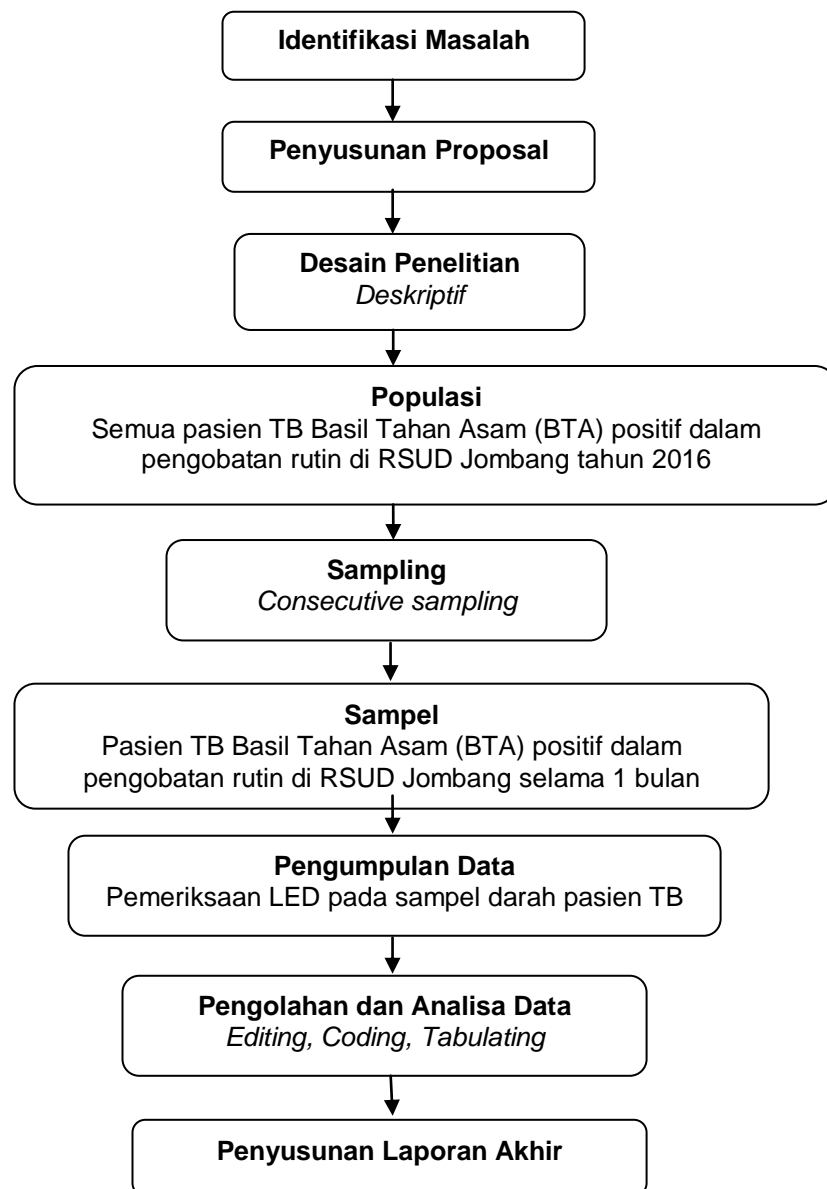 Identifikasi Masalah
Penyusunan Proposal
Desain Penelitian
Deskriptif
Populasi
Semua pasien TB Basil Tahan Asam (BTA) positif dalam
pengobatan rutin di RSUD Jombang tahun 2016
Sampling
Consecutive sampling
Sampel
Pasien TB Basil Tahan Asam (BTA) positif dalam
pengobatan rutin di RSUD Jombang selama 1 bulan
Pengumpulan Data
Pemeriksaan LED pada sampel darah pasien TB
Pengolahan dan Analisa Data
Editing, Coding, Tabulating
Penyusunan Laporan Akhir